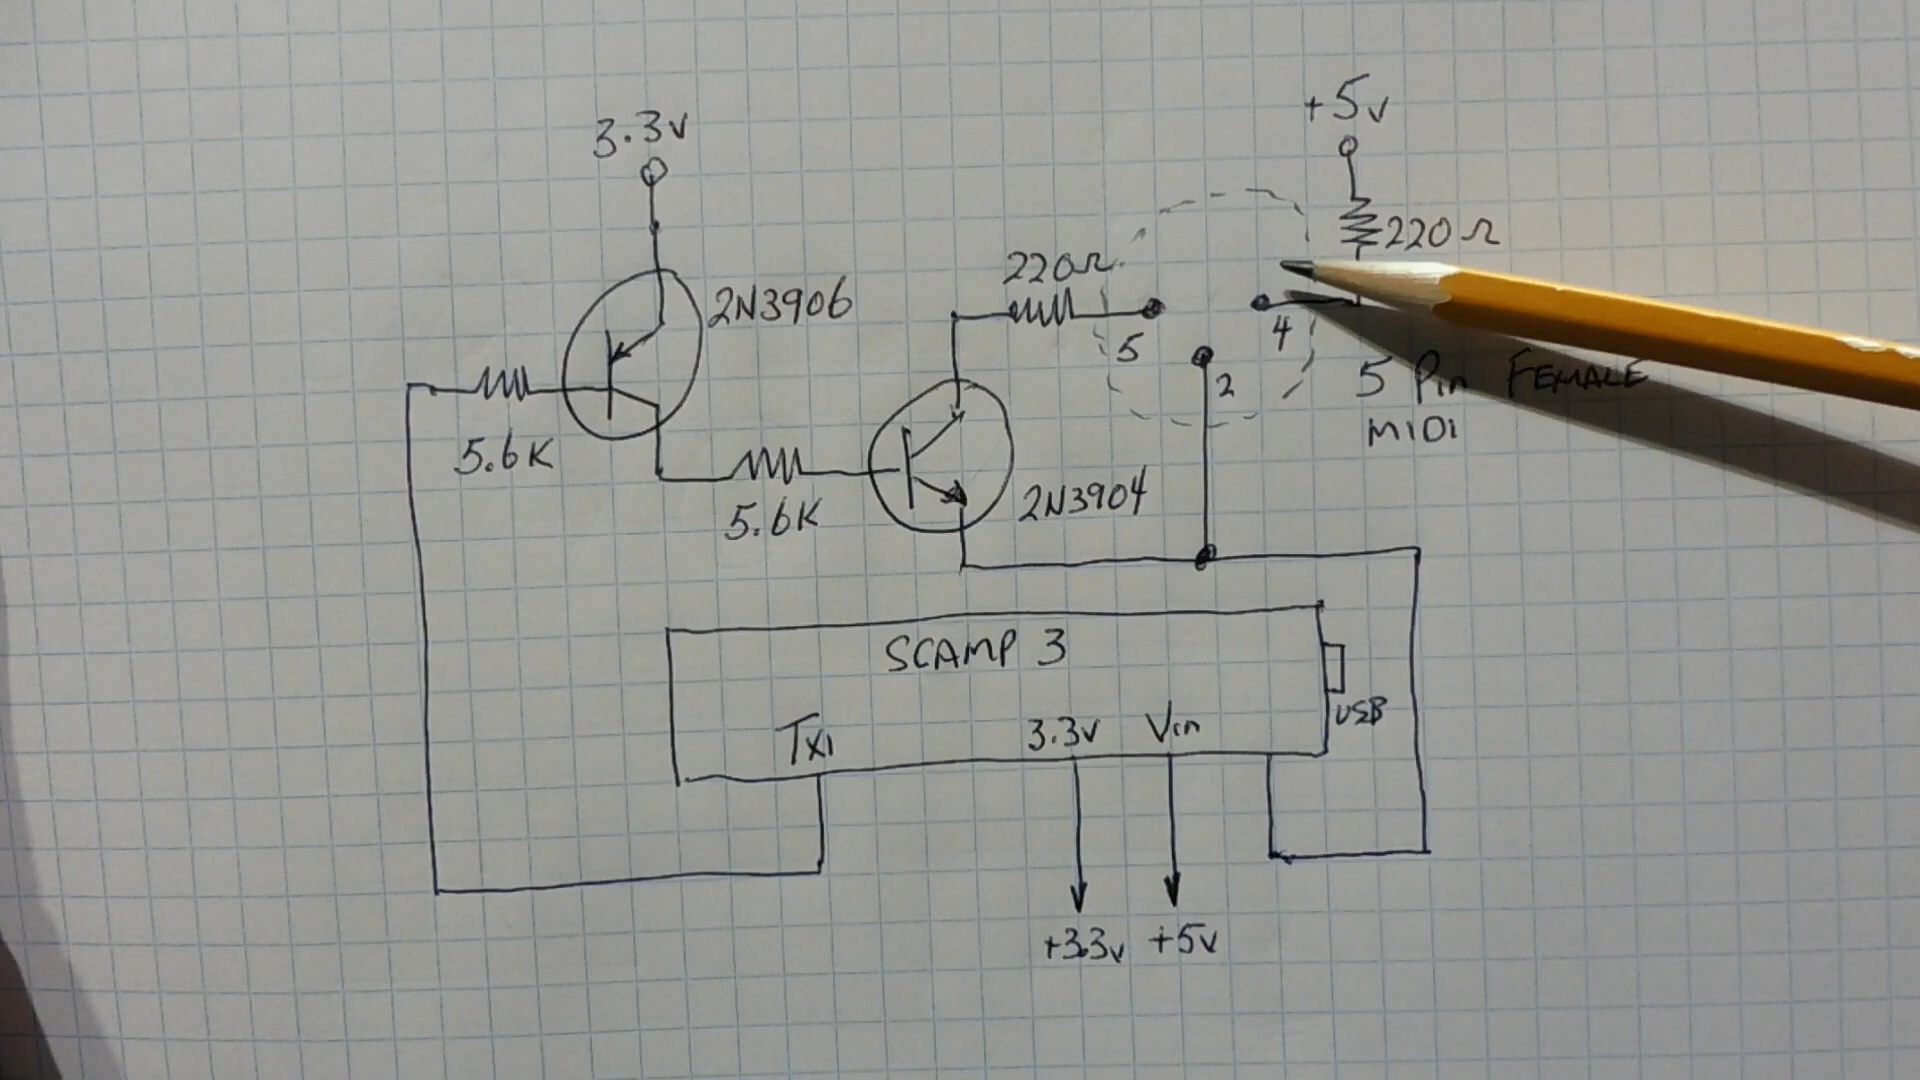 +5v
3.3v
220Ω
220Ω
2N3906
5
4
2
5 Pin FEMALE
MIDI
5.6K
5.6K
2N3904
SCAMP 3
USB
Tx1
3.3v
Vin
+3.3v
+5v